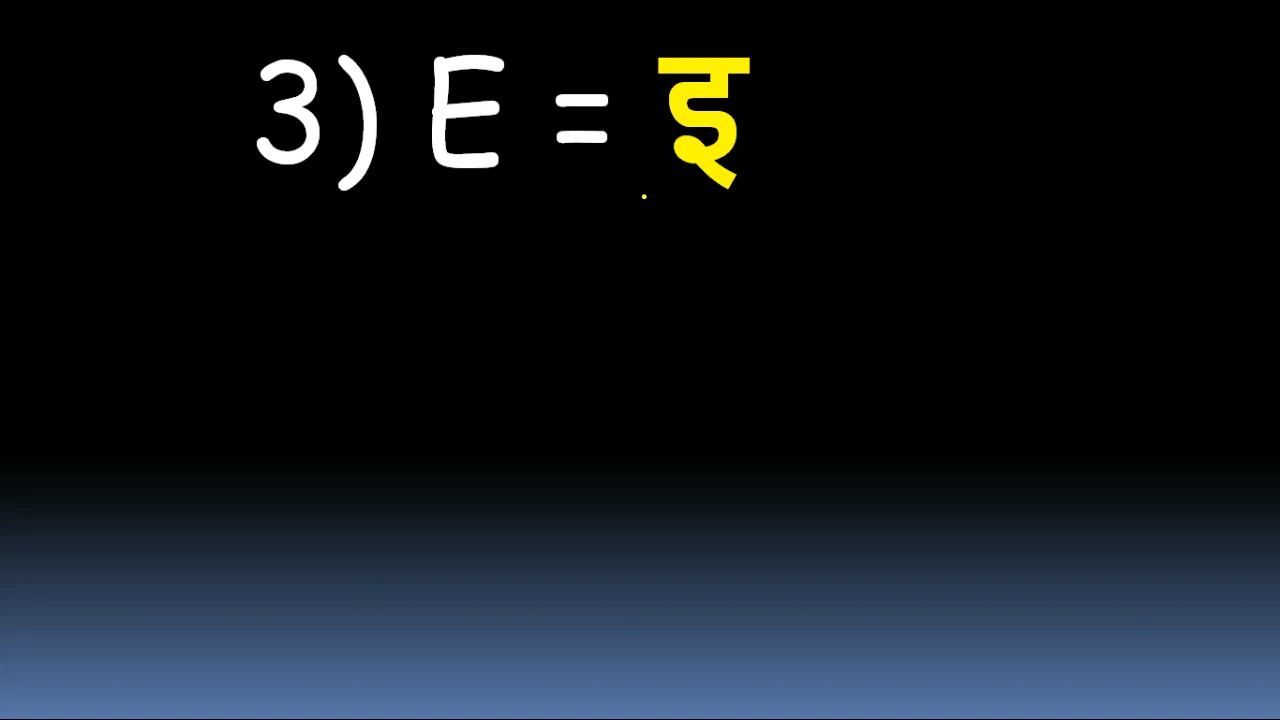 3) E = इ